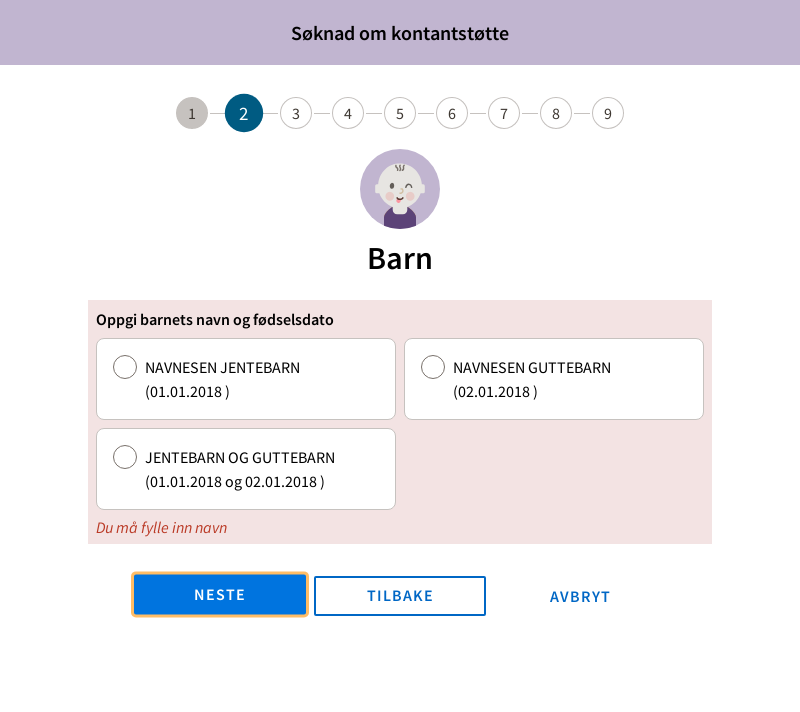 Søknad om kontantstøtte
1 2 3 4 5 6 7 8 9
Barn
Oppgi barnets navn og fødselsdato
NAVNESEN JENTEBARN
(01.01.2018 )
NAVNESEN GUTTEBARN
(02.01.2018 )
JENTEBARN OG GUTTEBARN
(01.01.2018 og 02.01.2018 )
Du må fylle inn navn
NESTE TILBAKE AVBRYT